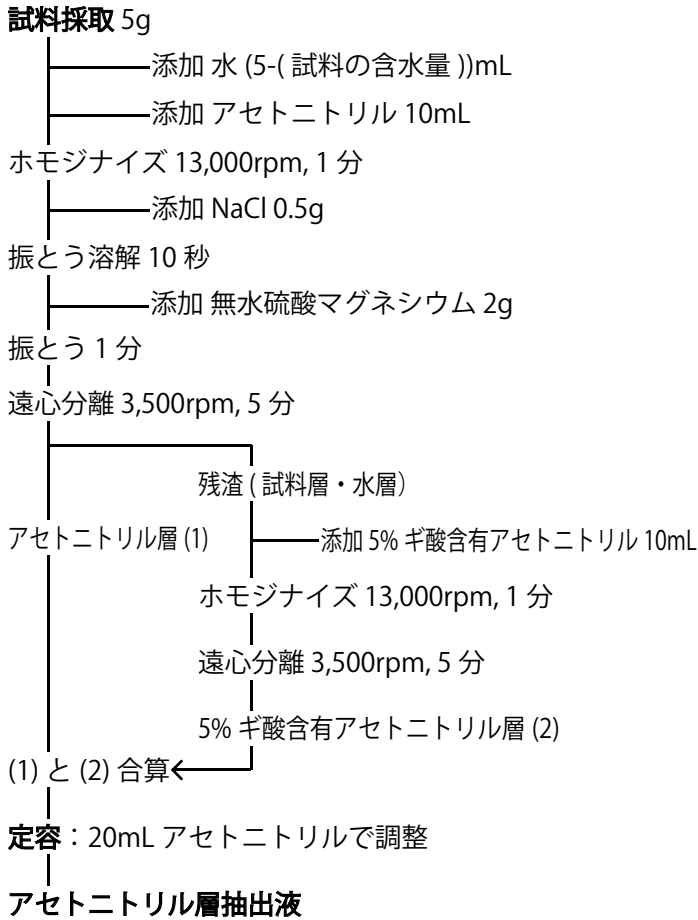 試料採取 5g
添加 水 (5-( 試料の含水量 ))mL
添加 アセトニトリル 10mL
ホモジナイズ 13,000rpm, 1 分
添加 NaCl 0.5g
振とう溶解 10 秒
添加 無水硫酸マグネシウム 2g
振とう 1 分
遠心分離 3,500rpm, 5 分
残渣 ( 試料層・水層）
アセトニトリル層 (1)
添加 5% ギ酸含有アセトニトリル 10mL
ホモジナイズ 13,000rpm, 1 分
遠心分離 3,500rpm, 5 分
5% ギ酸含有アセトニトリル層 (2)
(1) と (2) 合算
定容：20mL アセトニトリルで調整
アセトニトリル層抽出液